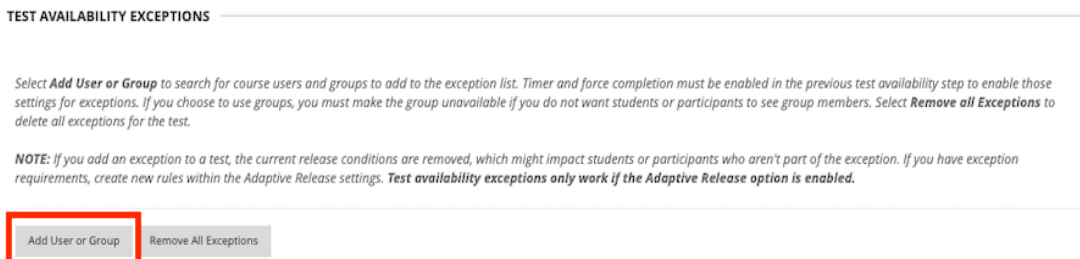 TEST AVAILABILITY EXCEPTIONS
Select Add User or Group to search for course users and groups to add to the exception list. Timer and force completion must be enabled in the previous test availability step to enable those
settings for exceptions. If you choose to use groups, you must make the group unavailable if you do not want students or participants to see group members. Select Remove all Exceptions to
delete all exceptions for the test.
NOTE: If you add an exception to a test, the current release conditions are removed, which might impact students or participants who aren't part of the exception. If you have exception
requirements, create new rules within the Adaptive Release settings. Test availability exceptions only work if the Adaptive Release option is enabled.
Add User or Group Remove All Exceptions